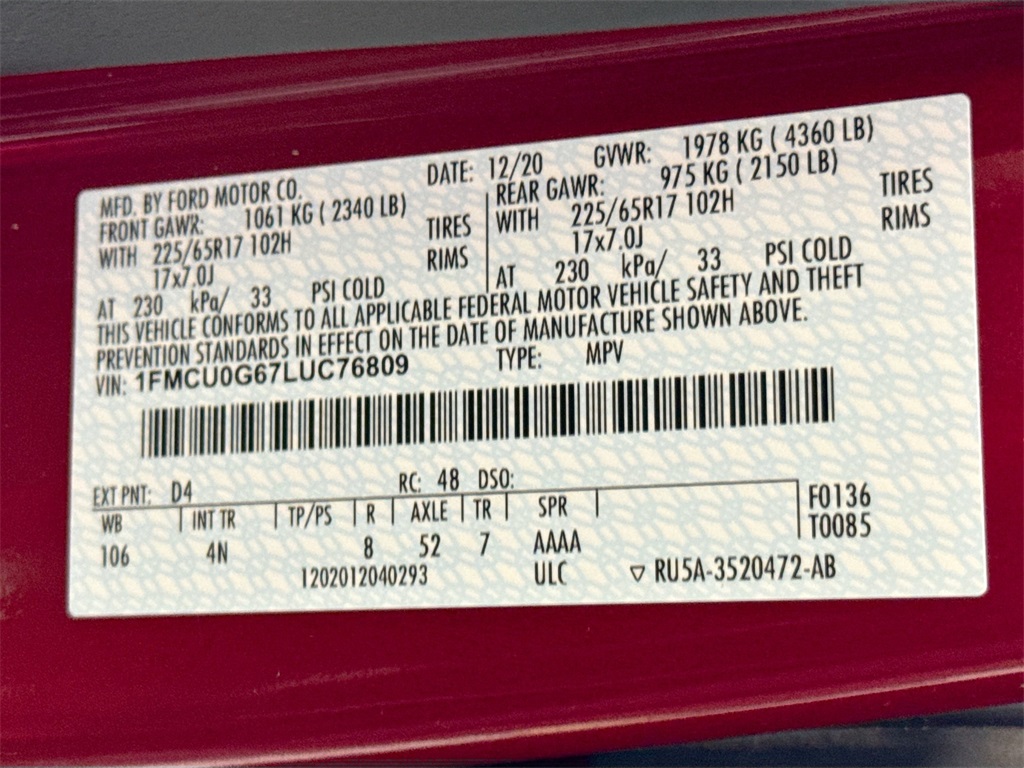 MFD. BY FORD MOTOR CO. DATE: 12/20 GVWR: 1978 KG ( 4360 LB)
FRONT GAWR: 1061 KG ( 2340 LB) REAR GAWR: 975 KG ( 2150 LB)
WITH 225/65R17 102H TIRES WITH 225/65R17 102H TIRES
17x7.0J RIMS 17x7.0J RIMS
AT 230 kPa/ 33 PSI COLD AT 230 kPa/ 33 PSI COLD
THIS VEHICLE CONFORMS TO ALL APPLICABLE FEDERAL MOTOR VEHICLE SAFETY AND THEFT
PREVENTION STANDARDS IN EFFECT ON THE DATE OF MANUFACTURE SHOWN ABOVE.
VIN: 1FMCU0G67LUC76809 TYPE: MPV
EXT PNT: D4 RC: 48 DSO:
WB INT TR TP/PS R AXLE TR SPR F0136
T0085
106 4N 8 52 7 AAAA
1202012040293 ULC ▽ RU5A-3520472-AB